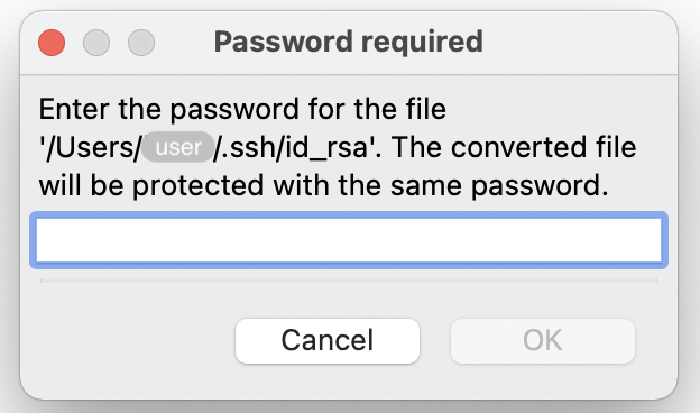 Password required
Enter the password for the file
'/Users/user/.ssh/id_rsa'. The converted file
will be protected with the same password.
Cancel OK